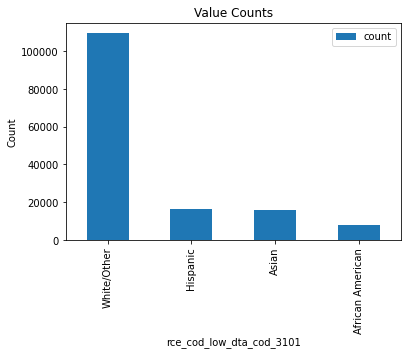 Value Counts
count
100000
80000
60000
40000
20000
0
Count
White/Other
Hispanic
Asian
African American
rce_cod_low_dta_cod_3101